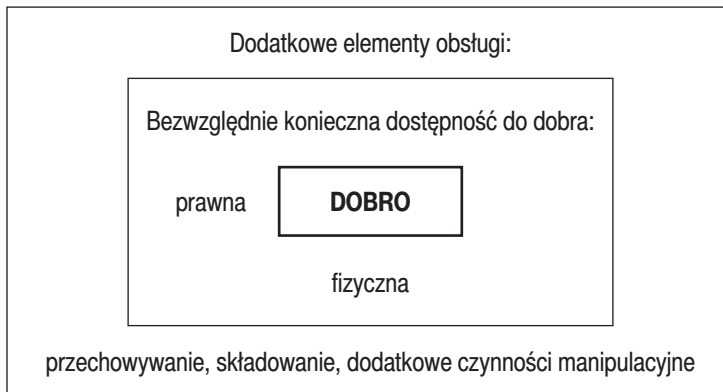 Dodatkowe elementy obsługi:
Bezwzględnie konieczna dostępność do dobra:
prawna
DOBRO
fizyczna
przechowywanie, składowanie, dodatkowe czynności manipulacyjne